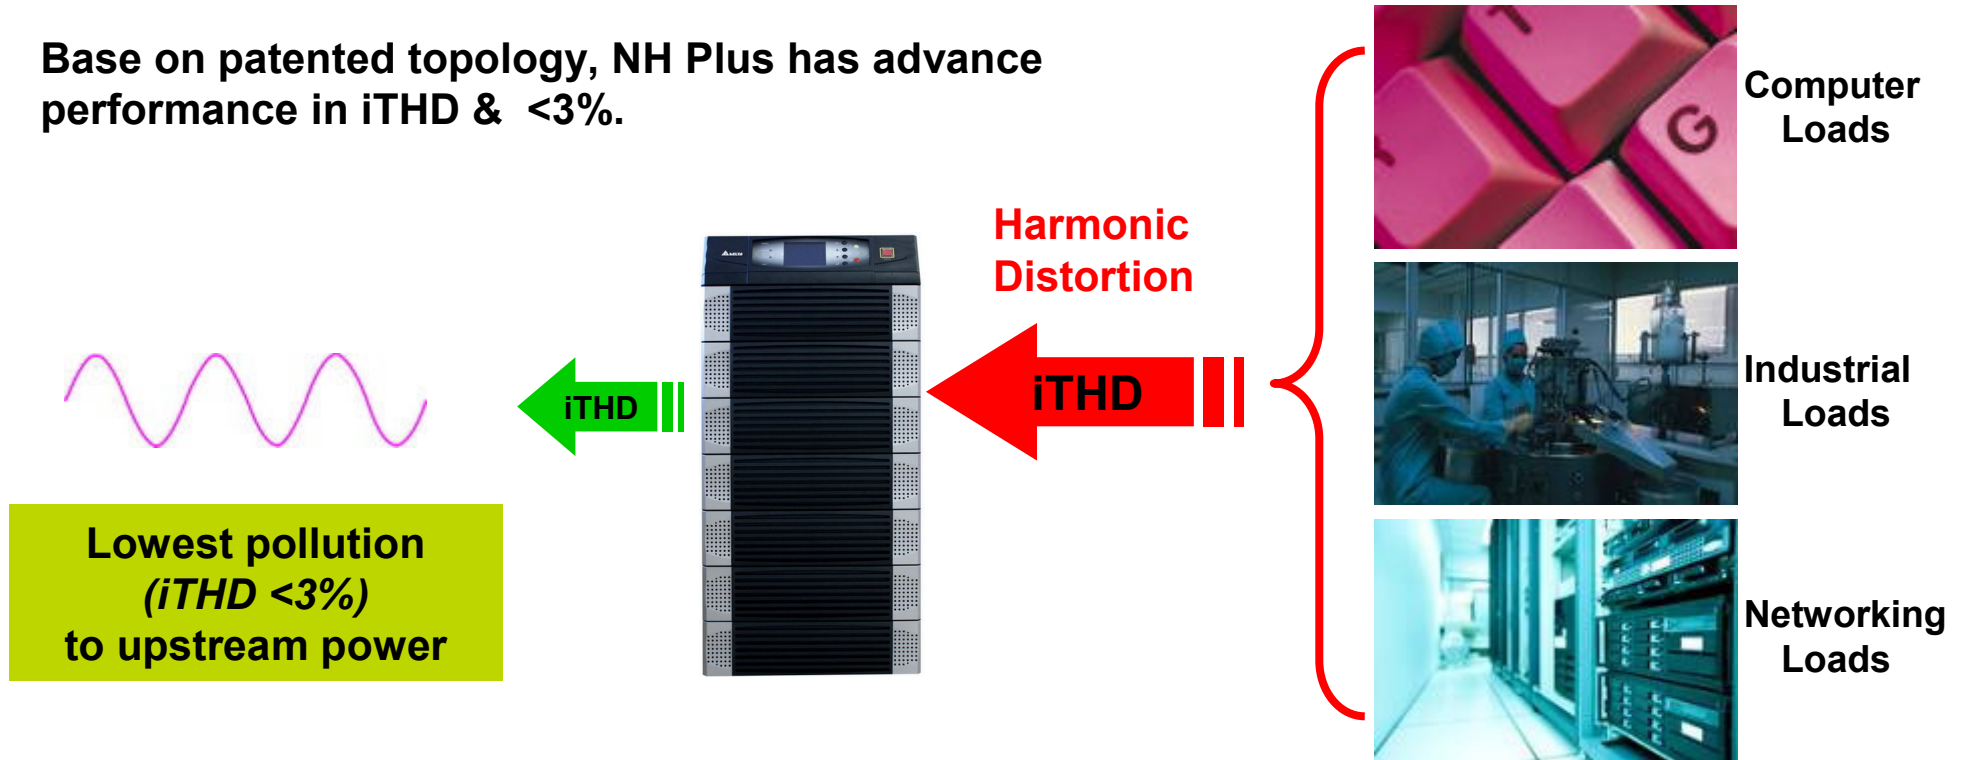 Base on patented topology, NH Plus has advance
performance in iTHD &  <3%.
Harmonic
Distortion
iTHD
iTHD
Lowest pollution
(iTHD <3%)
to upstream power
T
G
Computer
Loads
Industrial
Loads
Networking
Loads